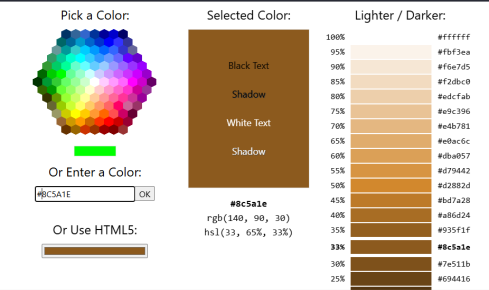 Pick a Color:
Or Enter a Color:
#8C5A1E OK
Or Use HTML5:
Selected Color:
Black Text
Shadow
White Text
Shadow
#8c5a1e
rgb(140, 90, 30)
hsl(33, 65%, 33%)
Lighter / Darker:
100% #ffffff
95% #fbf3ea
90% #f6e7d5
85% #f2dbc0
80% #edcfab
75% #e9c396
70% #e4b781
65% #e0ac6c
60% #dba057
55% #d79442
50% #d2882d
45% #bd7a28
40% #a86d24
35% #935f1f
33% #8c5a1e
30% #7e511b
25% #694416